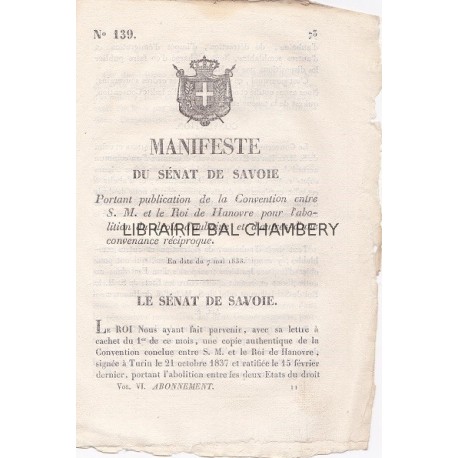 No 139.
75
MANIFESTE
DU SÉNAT DE SAVOIE
Portant publication de la Convention entre
S. M. et le Roi de Hanovre pour l'abo-
lition
LIBRAIRIE BAL CHAMBERY
convenance réciproque.
En date du 7 mai 1838.
LE SÉNAT DE SAVOIE.
LE ROI Nous ayant fait parvenir, avec sa lettre à
cachet du 1er de ce mois, une copie authentique de la
Convention conclue entre S. M. et le Roi de Hanovre,
signée à Turin le 21 octobre 1837 et ratifiée le 15 février
dernier, portant l'abolition entre les deux Etats du droit
VOL. VI. ABONNEMENT. 11